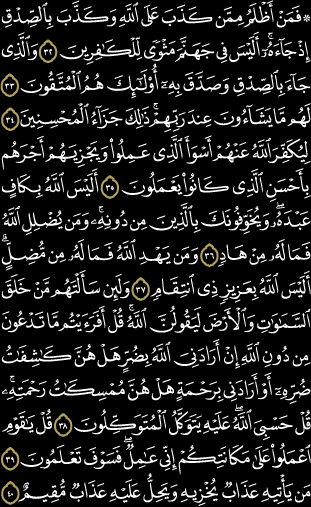 ۞ فَمَنْ أَظْلَمُ مِمَّن كَذَبَ عَلَى ٱللَّهِ وَكَذَّبَ بِٱلصِّدْقِ
إِذْ جَآءَهُۥٓ ۚ أَلَيْسَ فِى جَهَنَّمَ مَثْوًى لِّلْكَـٰفِرِينَ ٣٢ وَٱلَّذِى
جَآءَ بِٱلصِّدْقِ وَصَدَّقَ بِهِۦٓ ۙ أُو۟لَـٰٓئِكَ هُمُ ٱلْمُتَّقُونَ ٣٣
لَهُم مَّا يَشَآءُونَ عِندَ رَبِّهِمْ ۚ ذَٰلِكَ جَزَآءُ ٱلْمُحْسِنِينَ ٣٤
لِيُكَفِّرَ ٱللَّهُ عَنْهُمْ أَسْوَأَ ٱلَّذِى عَمِلُوا۟ وَيَجْزِيَهُمْ أَجْرَهُم
بِأَحْسَنِ ٱلَّذِى كَانُوا۟ يَعْمَلُونَ ٣٥ أَلَيْسَ ٱللَّهُ بِكَافٍ
عَبْدَهُۥ ۖ وَيُخَوِّفُونَكَ بِٱلَّذِينَ مِن دُونِهِۦ ۚ وَمَن يُضْلِلِ ٱللَّهُ
فَمَا لَهُۥ مِنْ هَادٍ ٣٦ وَمَن يَهْدِ ٱللَّهُ فَمَا لَهُۥ مِن مُّضِلٍّ ۗ
أَلَيْسَ ٱللَّهُ بِعَزِيزٍ ذِى ٱنتِقَامٍ ٣٧ وَلَئِن سَأَلْتَهُم مَّنْ خَلَقَ
ٱلسَّمَـٰوَٰتِ وَٱلْأَرْضَ لَيَقُولُنَّ ٱللَّهُ ۚ قُلْ أَفَرَءَيْتُم مَّا تَدْعُونَ
مِن دُونِ ٱللَّهِ إِنْ أَرَادَنِىَ ٱللَّهُ بِضُرٍّ هَلْ هُنَّ كَـٰشِفَـٰتُ
ضُرِّهِۦٓ أَوْ أَرَادَنِى بِرَحْمَةٍ هَلْ هُنَّ مُمْسِكَـٰتُ رَحْمَتِهِۦ ۚ
قُلْ حَسْبِىَ ٱللَّهُ ۖ عَلَيْهِ يَتَوَكَّلُ ٱلْمُتَوَكِّلُونَ ٣٨ قُلْ يَـٰقَوْمِ
ٱعْمَلُوا۟ عَلَىٰ مَكَانَتِكُمْ إِنِّى عَـٰمِلٌ ۖ فَسَوْفَ تَعْلَمُونَ ٣٩
مَن يَأْتِيهِ عَذَابٌ يُخْزِيهِ وَيَحِلُّ عَلَيْهِ عَذَابٌ مُّقِيمٌ ٤٠